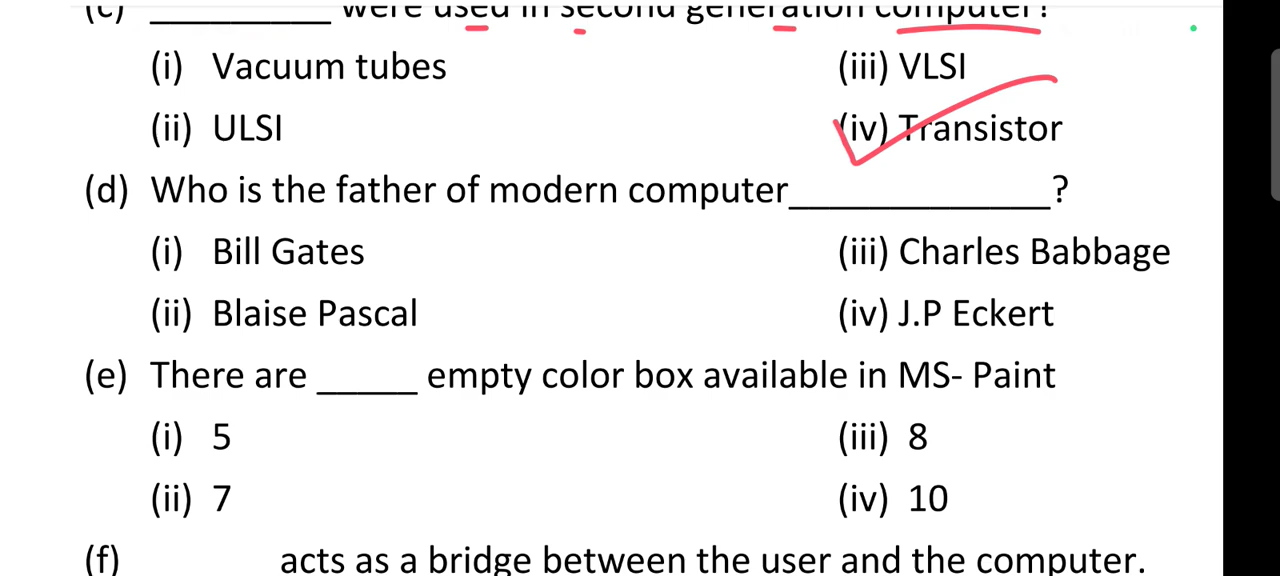 (c) _________ were used in second generation computer?
(i) Vacuum tubes (iii) VLSI
(ii) ULSI (iv) Transistor
(d) Who is the father of modern computer_____________?
(i) Bill Gates (iii) Charles Babbage
(ii) Blaise Pascal (iv) J.P Eckert
(e) There are _____ empty color box available in MS- Paint
(i) 5 (iii) 8
(ii) 7 (iv) 10
(f) acts as a bridge between the user and the computer.